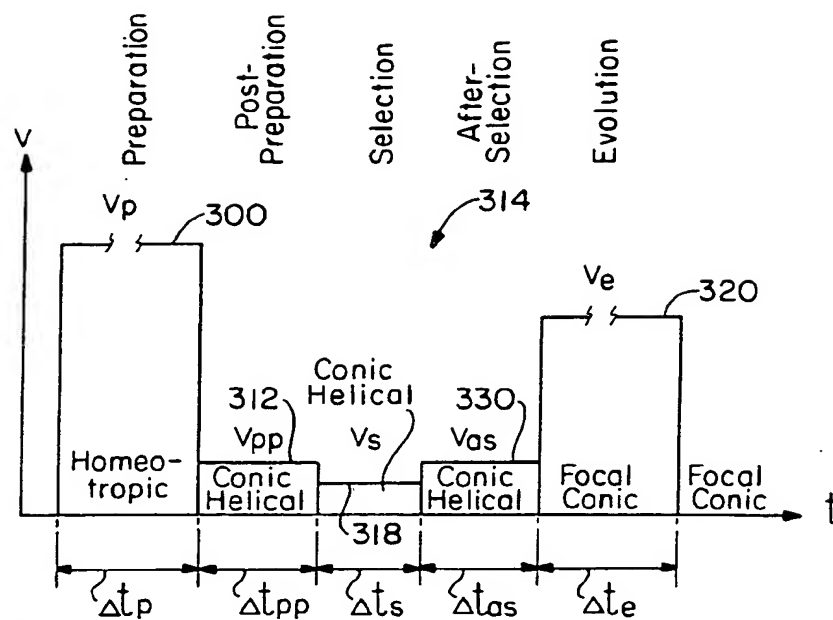 Preparation
Post-
Preparation
Selection
After-
Selection
Evolution
V
Vp
300
314
Ve
320
Conic
Helical
312
330
Vpp
Vs
Vas
Homeo-
tropic
Conic
Helical
318
Conic
Helical
Focal
Conic
Focal
Conic
t
Δtp
Δtpp
Δts
Δtas
Δte